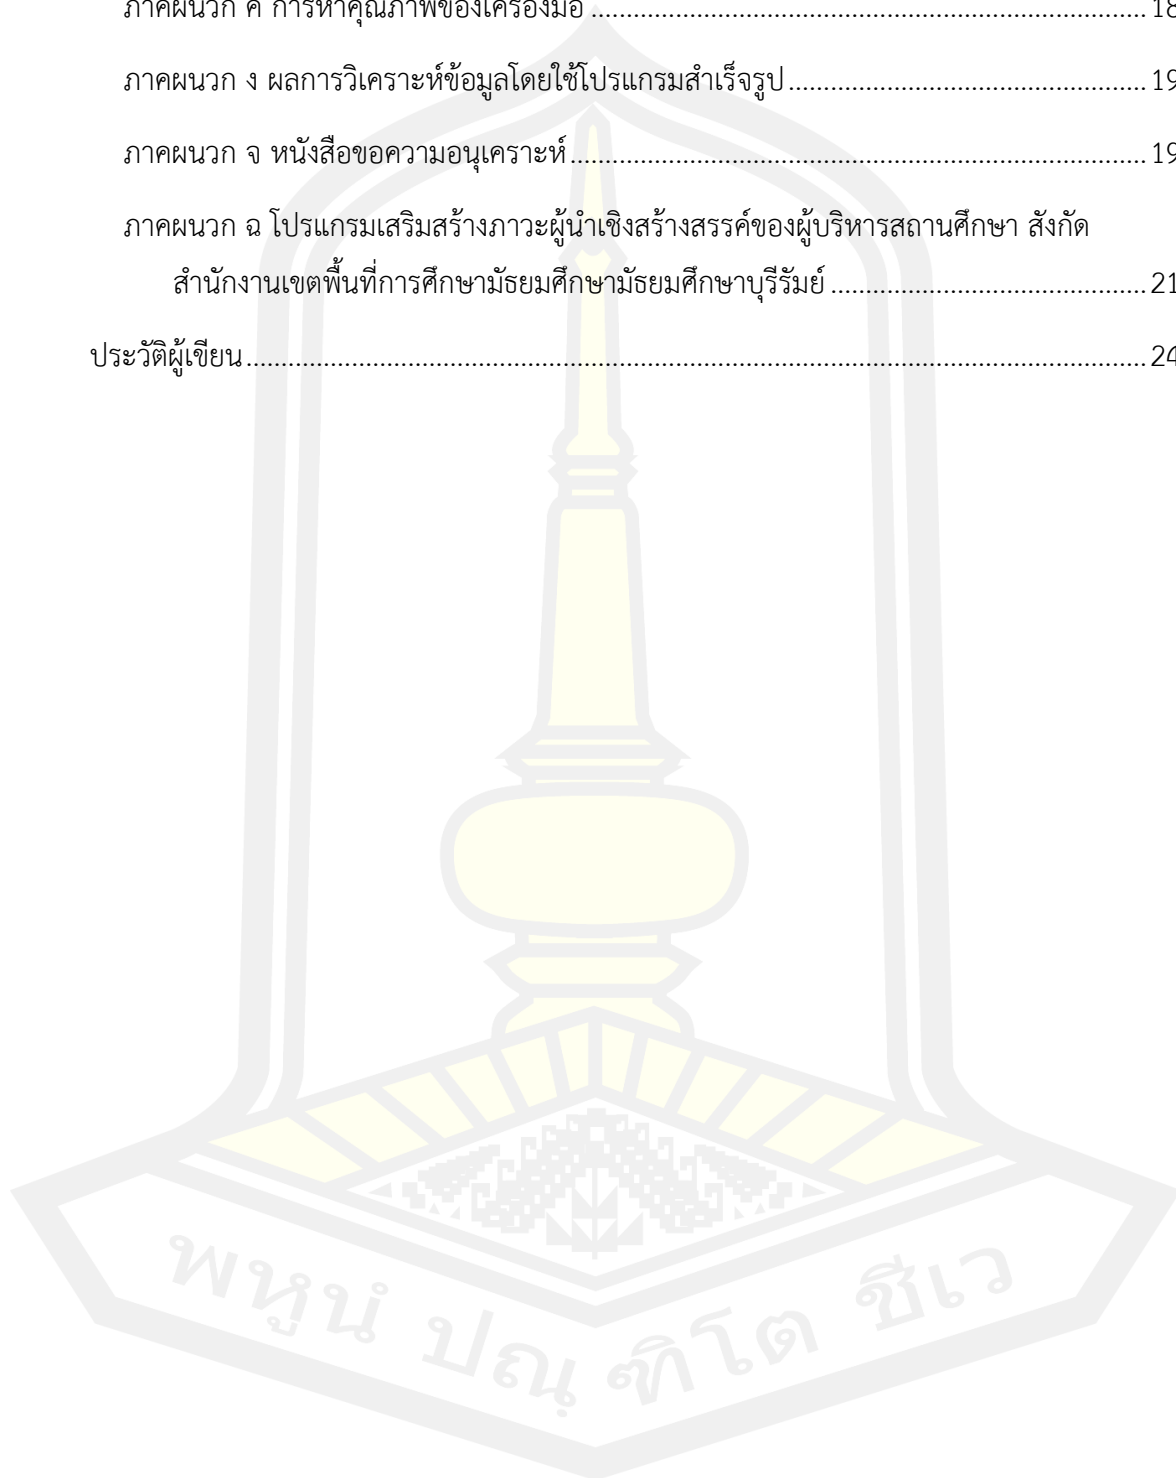 ภาคผนวก ค การหาคุณภาพของเครื่องมือ ........................................................................ 18
ภาคผนวก ง ผลการวิเคราะห์ข้อมูลโดยใช้โปรแกรมสำเร็จรูป ............................................ 19
ภาคผนวก จ หนังสือขอความอนุเคราะห์ ........................................................................ 19
ภาคผนวก ฉ โปรแกรมเสริมสร้างภาวะผู้นำเชิงสร้างสรรค์ของผู้บริหารสถานศึกษา สังกัด
สำนักงานเขตพื้นที่การศึกษามัธยมศึกษามัธยมศึกษาบุรีรัมย์ ........................................ 21
ประวัติผู้เขียน ................................................................................................................ 24
พหูนํ ปณฺฑิโต ชีเว